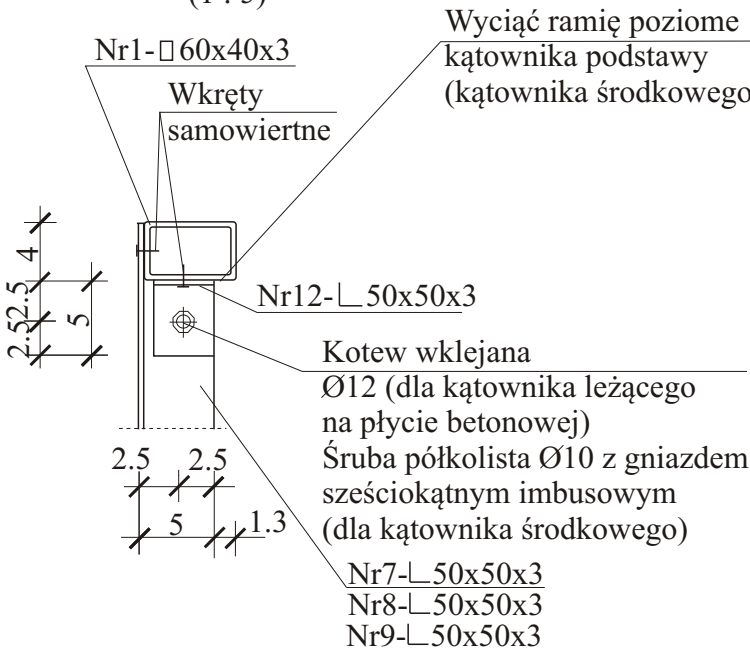 (1 : 5)
Wyciąć ramię poziome
kątownika podstawy
(kątownika środkowego
Nr1-▯60x40x3
Wkręty
samowiertne
4
2.5
2.5
5
Nr12-∟50x50x3
Kotew wklejana
Ø12 (dla kątownika leżącego
na płycie betonowej)
Śruba półkolista Ø10 z gniazdem
sześciokątnym imbusowym
(dla kątownika środkowego)
2.5 2.5
5 1.3
Nr7-∟50x50x3
Nr8-∟50x50x3
Nr9-∟50x50x3